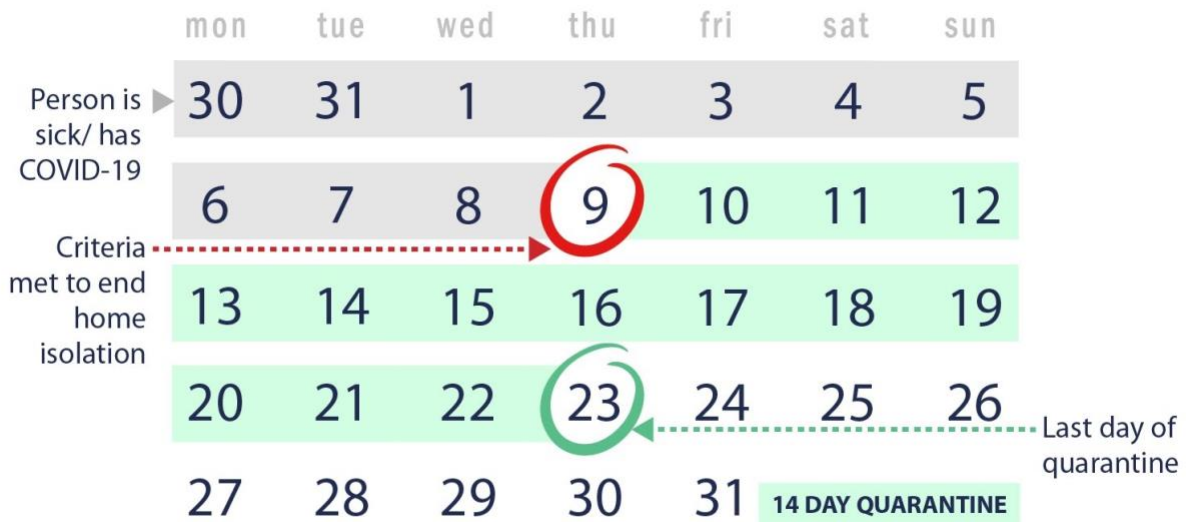 mon tue wed thu fri sat sun
Person is
sick/ has
COVID-19
30 31 1 2 3 4 5
6 7 8 9 10 11 12
Criteria
met to end
home
isolation
13 14 15 16 17 18 19
20 21 22 23 24 25 26
Last day of
quarantine
27 28 29 30 31 14 DAY QUARANTINE